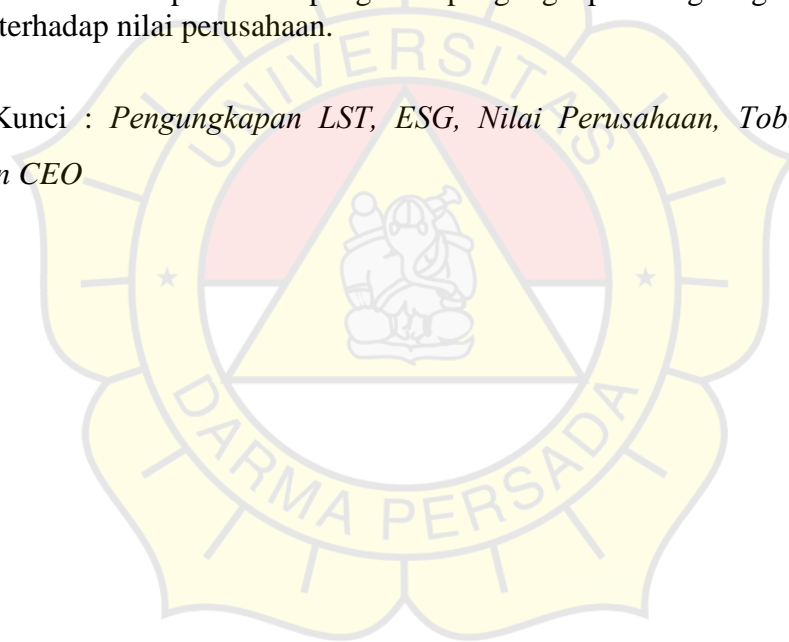 terhadap nilai perusahaan.
Kunci : Pengungkapan LST, ESG, Nilai Perusahaan, Tob
n CEO
UNIVERSITAS
DARMA PERSADA